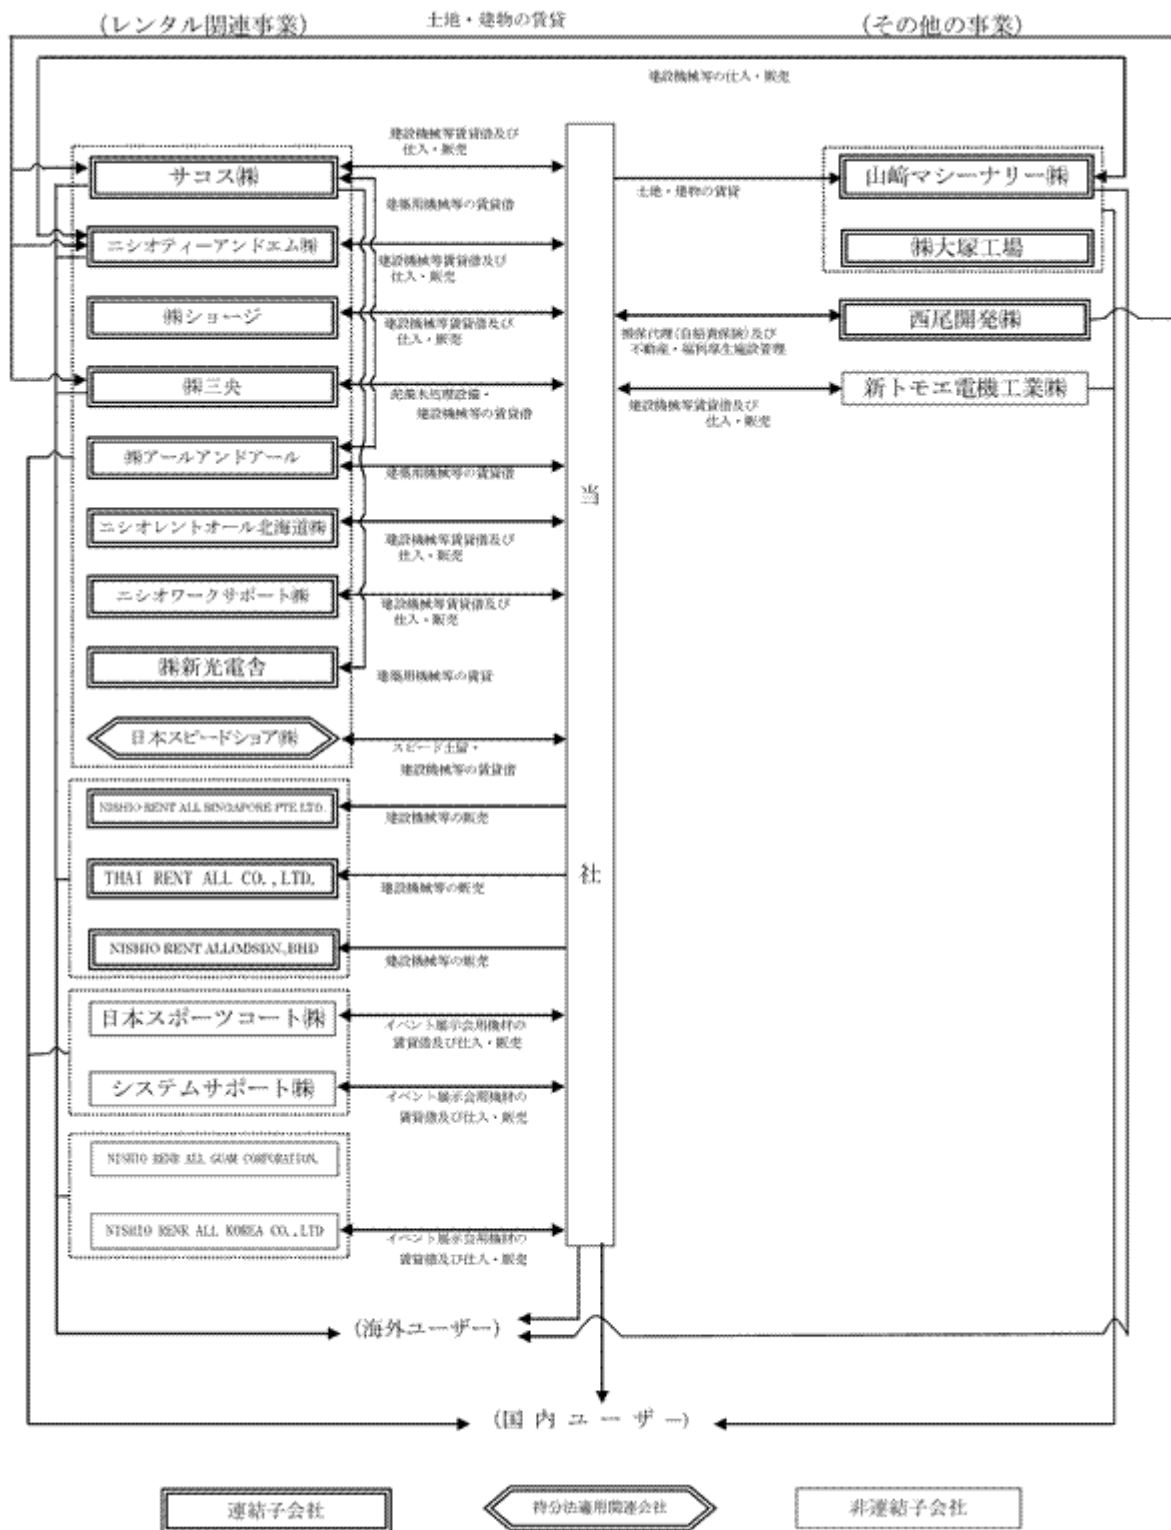 (レンタル関連事業)
土地・建物の賃貸
(その他の事業)
建設機械等の仕入・販売
建設機械等賃貸借及び
仕入・販売
サコス㈱
土地・建物の賃貸
山﨑マシーナリー㈱
建築用機械等の賃貸借
ニシオティーアンドエム㈱
建設機械等賃貸借及び
仕入・販売
㈱大塚工場
㈱ショージ
建設機械等賃貸借及び
仕入・販売
西尾開発㈱
損保代理(自賠責保険)及び
不動産・福利厚生施設管理
㈱三央
泥濁水処理設備・
建設機械等の賃貸借
新トモエ電機工業㈱
建設機械等賃貸借及び
仕入・販売
㈱アールアンドアール
建築用機械等の賃貸借
当
ニシオレントオール北海道㈱
建設機械等賃貸借及び
仕入・販売
ニシオワークサポート㈱
建設機械等賃貸借及び
仕入・販売
㈱新光電舎
建築用機械等の賃貸
日本スピードショア㈱
スピード土留・
建設機械等の賃貸借
NISHIO RENT ALL SINGAPORE PTE LTD.
建設機械等の販売
社
THAI RENT ALL CO.,LTD.
建設機械等の販売
NISHIO RENT ALL(M)SDN.,BHD
建設機械等の販売
日本スポーツコート㈱
イベント展示会用機材の
賃貸借及び仕入・販売
システムサポート㈱
イベント展示会用機材の
賃貸借及び仕入・販売
NISHIO RENR ALL GUAM CORPORATION.
NISHIO RENR ALL KOREA CO.,LTD
イベント展示会用機材の
賃貸借及び仕入・販売
(海外ユーザー)
(国内ユーザー)
連結子会社
持分法適用関連会社
非連結子会社